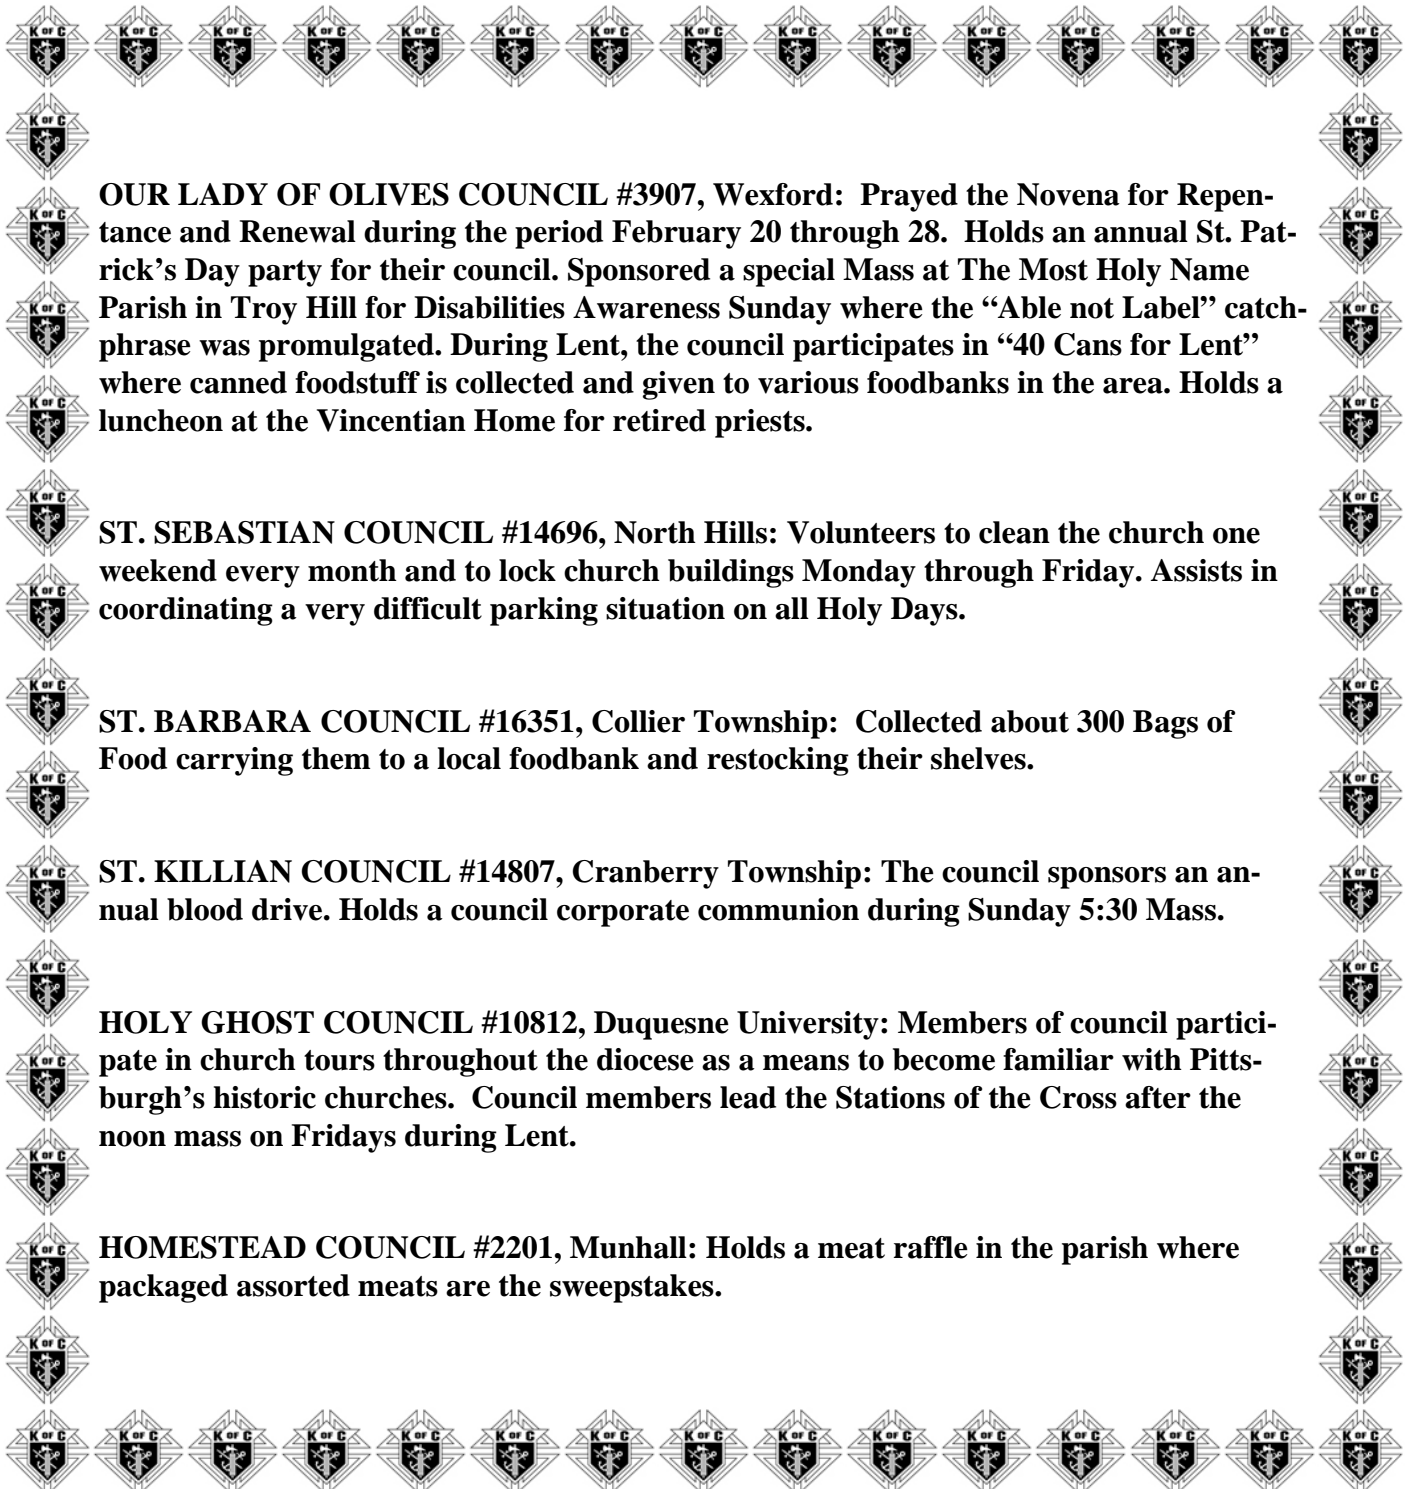 OUR LADY OF OLIVES COUNCIL #3907, Wexford:  Prayed the Novena for Repen-
tance and Renewal during the period February 20 through 28.  Holds an annual St. Pat-
rick’s Day party for their council. Sponsored a special Mass at The Most Holy Name
Parish in Troy Hill for Disabilities Awareness Sunday where the “Able not Label” catch-
phrase was promulgated. During Lent, the council participates in “40 Cans for Lent”
where canned foodstuff is collected and given to various foodbanks in the area. Holds a
luncheon at the Vincentian Home for retired priests.
ST. SEBASTIAN COUNCIL #14696, North Hills: Volunteers to clean the church one
weekend every month and to lock church buildings Monday through Friday. Assists in
coordinating a very difficult parking situation on all Holy Days.
ST. BARBARA COUNCIL #16351, Collier Township:  Collected about 300 Bags of
Food carrying them to a local foodbank and restocking their shelves.
ST. KILLIAN COUNCIL #14807, Cranberry Township: The council sponsors an an-
nual blood drive. Holds a council corporate communion during Sunday 5:30 Mass.
HOLY GHOST COUNCIL #10812, Duquesne University: Members of council partici-
pate in church tours throughout the diocese as a means to become familiar with Pitts-
burgh’s historic churches.  Council members lead the Stations of the Cross after the
noon mass on Fridays during Lent.
HOMESTEAD COUNCIL #2201, Munhall: Holds a meat raffle in the parish where
packaged assorted meats are the sweepstakes.
K OF C